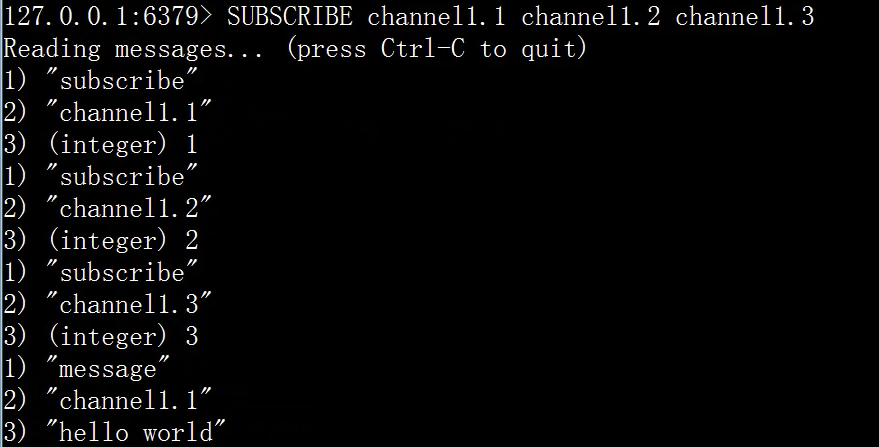 127.0.0.1:6379> SUBSCRIBE channel1.1 channel1.2 channel1.3
Reading messages... (press Ctrl-C to quit)
1) "subscribe"
2) "channel1.1"
3) (integer) 1
1) "subscribe"
2) "channel1.2"
3) (integer) 2
1) "subscribe"
2) "channel1.3"
3) (integer) 3
1) "message"
2) "channel1.1"
3) "hello world"